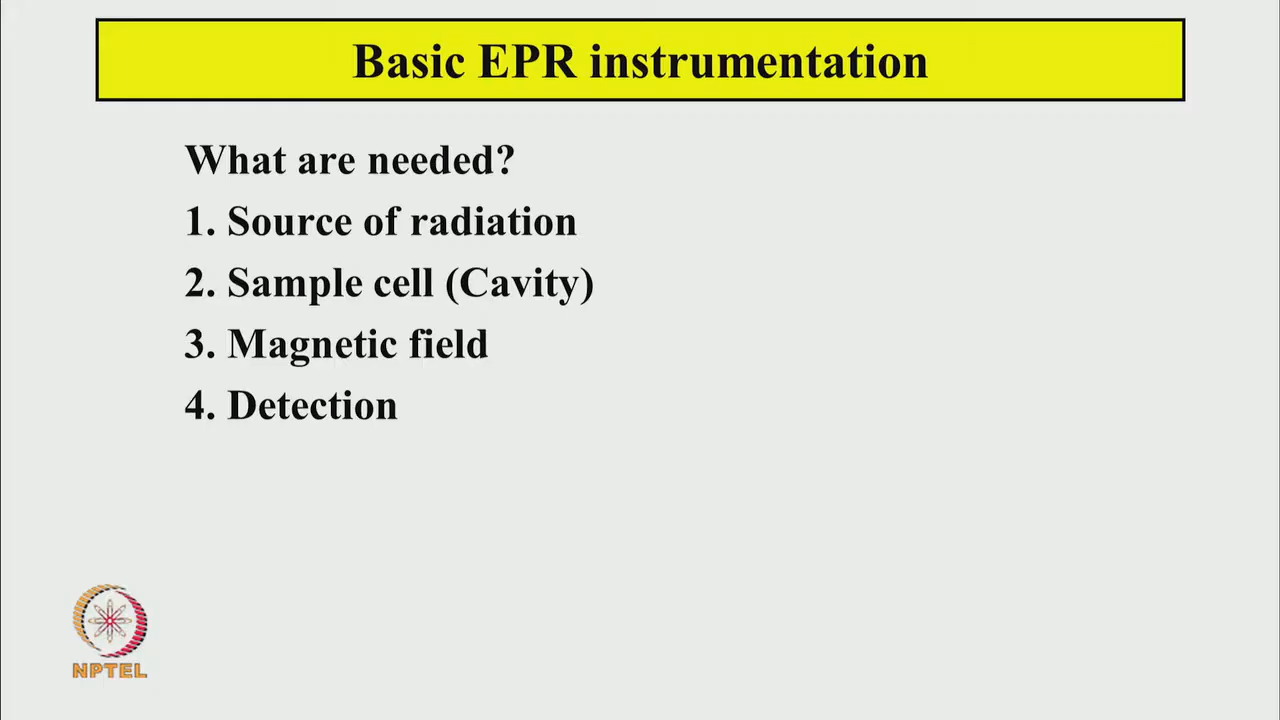 Basic EPR instrumentation
What are needed?
1. Source of radiation
2. Sample cell (Cavity)
3. Magnetic field
4. Detection
NPTEL